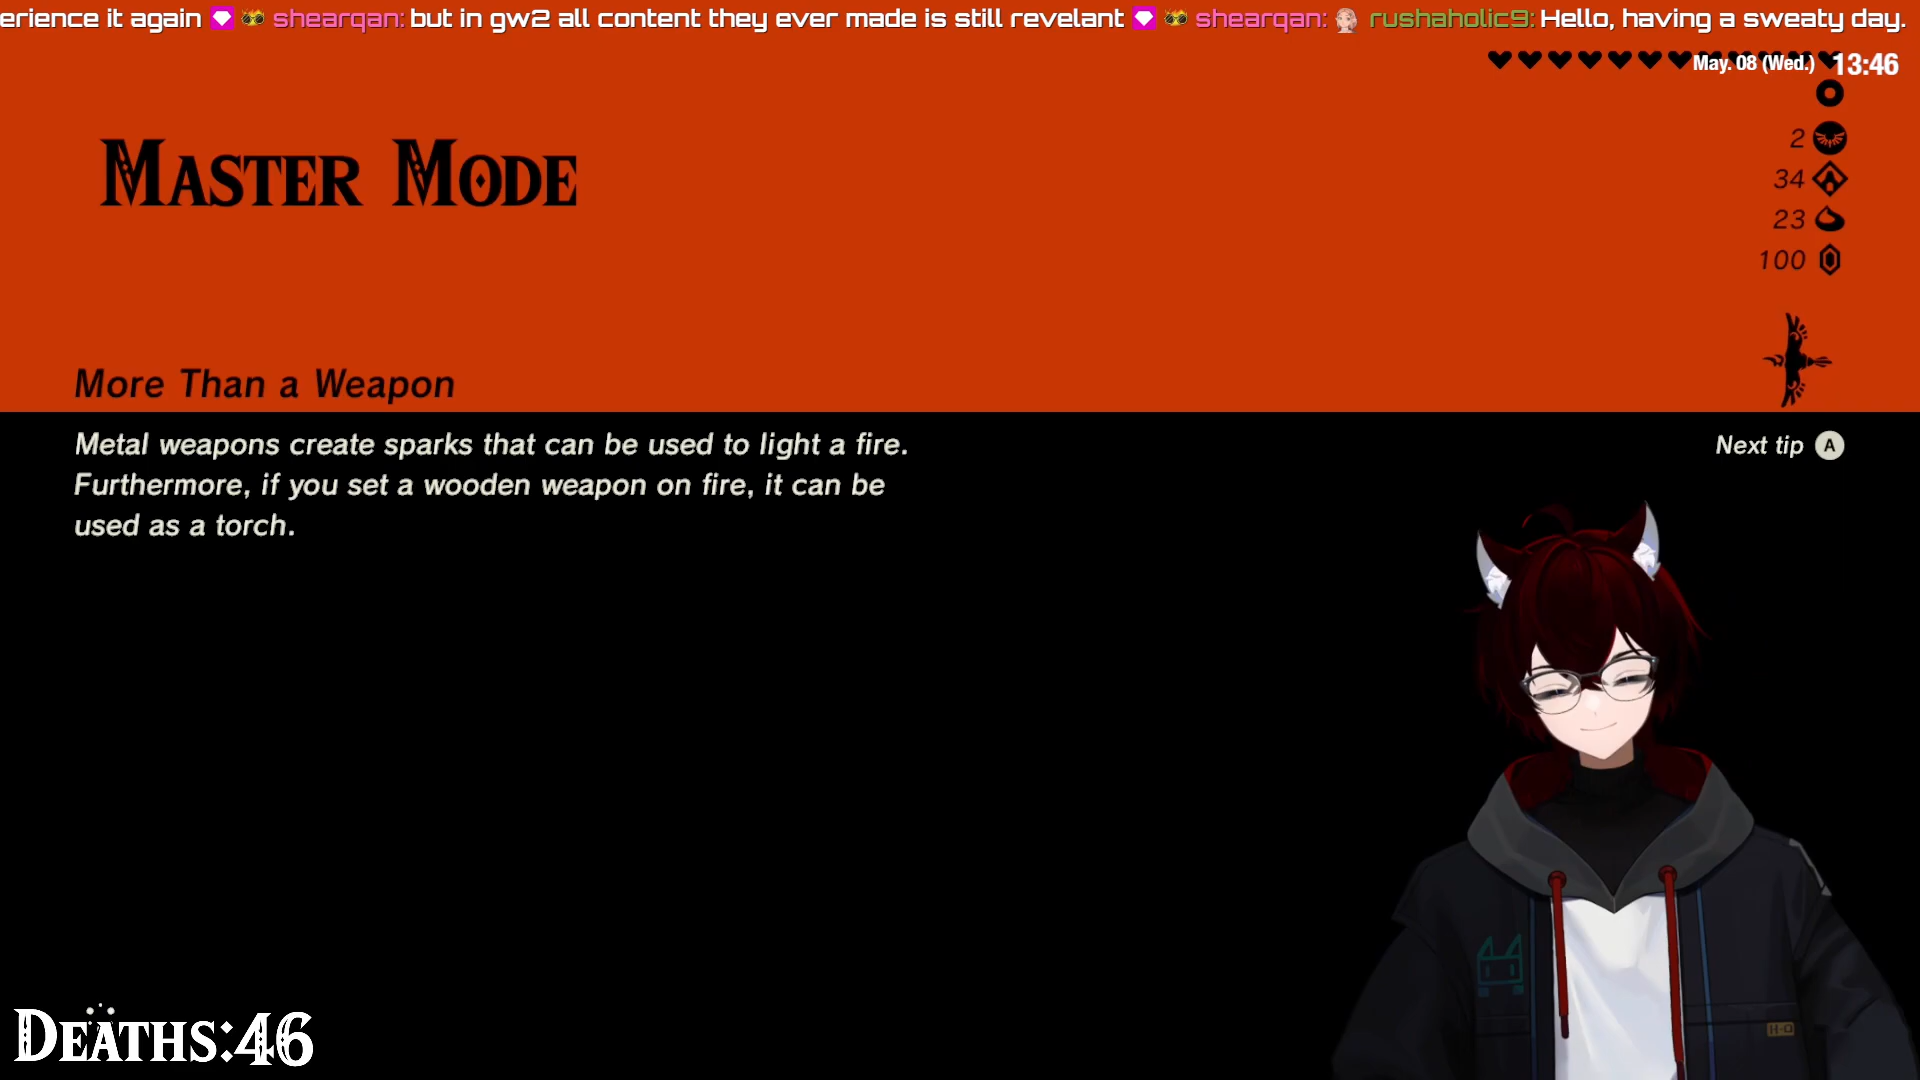 erience it again shearqan: but in gw2 all content they ever made is still revelant shearqan: rushaholic9: Hello, having a sweaty day.
May. 08 (Wed.) 13:46
MASTER MODE
2
34
23
100
More Than a Weapon
Metal weapons create sparks that can be used to light a fire.
Furthermore, if you set a wooden weapon on fire, it can be
used as a torch.
Next tip A
H-Q
DEATHS:46